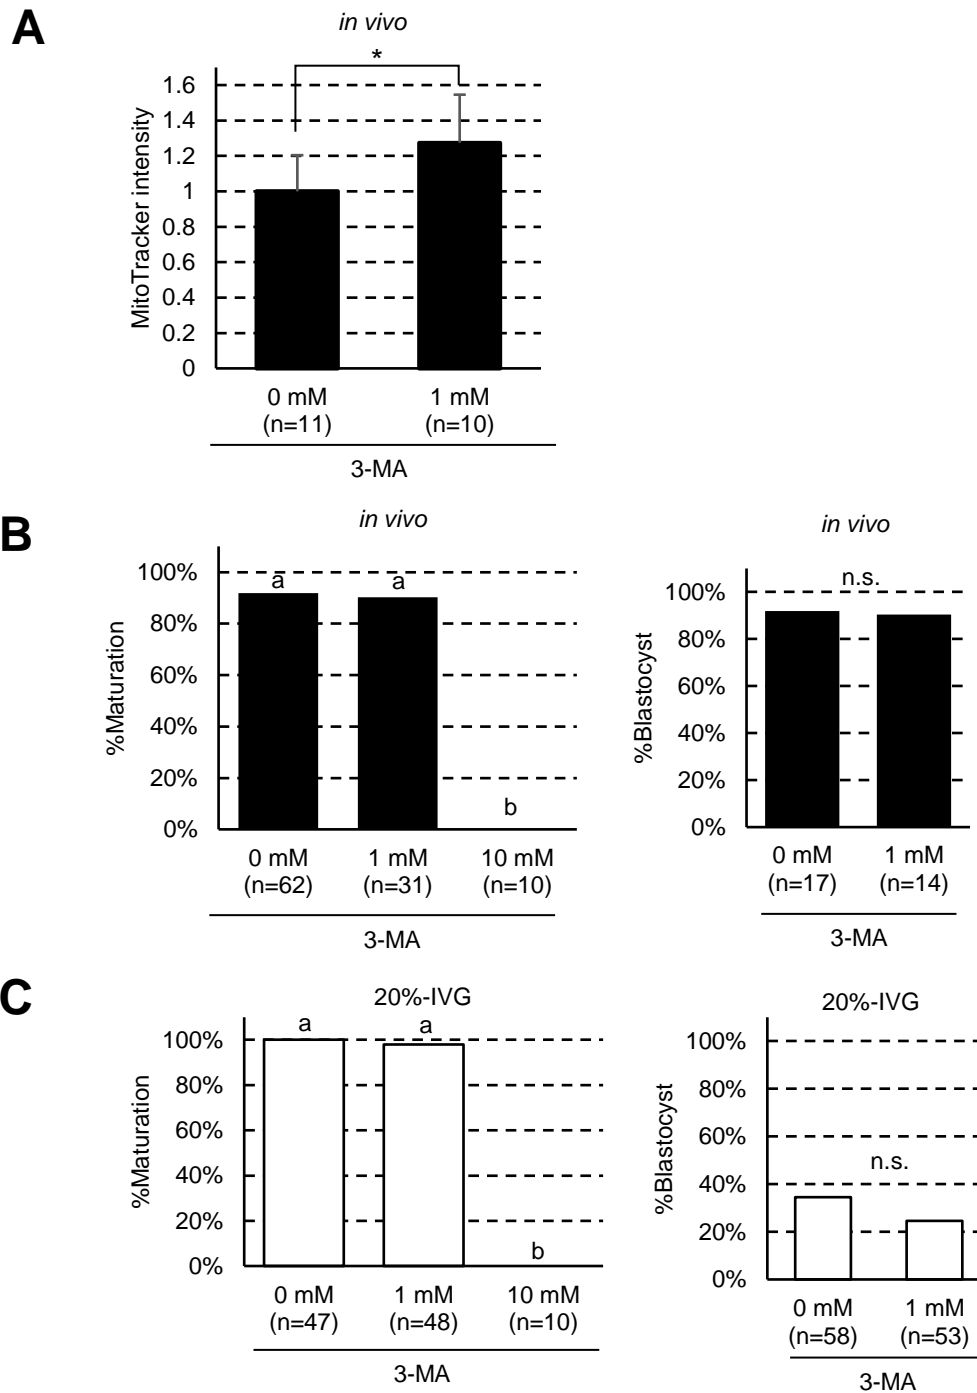 A
in vivo
*
MitoTracker intensity
1.6
1.4
1.2
1
0.8
0.6
0.4
0.2
0
0 mM 1 mM
(n=11) (n=10)
3-MA
B
in vivo
%Maturation
100%
80%
60%
40%
20%
0%
a a b
0 mM 1 mM 10 mM
(n=62) (n=31) (n=10)
3-MA
in vivo
%Blastocyst
n.s.
100%
80%
60%
40%
20%
0%
0 mM 1 mM
(n=17) (n=14)
3-MA
C
20%-IVG
%Maturation
100%
80%
60%
40%
20%
0%
a a b
0 mM 1 mM 10 mM
(n=47) (n=48) (n=10)
3-MA
20%-IVG
%Blastocyst
100%
80%
60%
40%
20%
0%
n.s.
0 mM 1 mM
(n=58) (n=53)
3-MA